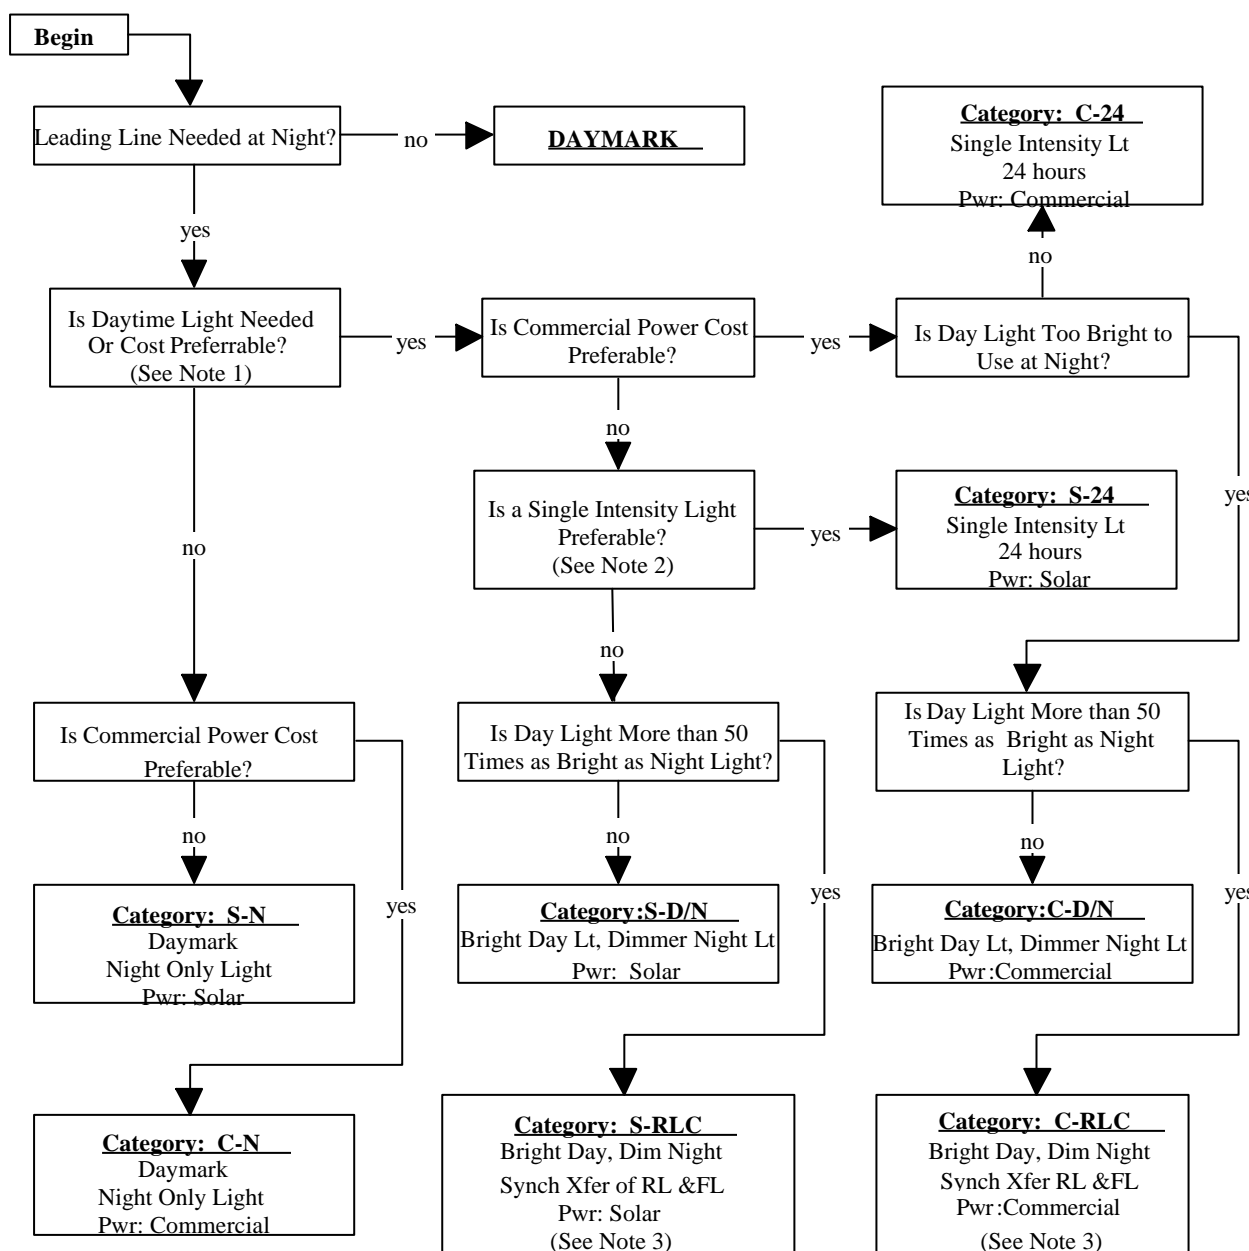 Begin
Leading Line Needed at Night?
no
DAYMARK
Category: C-24
Single Intensity Lt
24 hours
Pwr: Commercial
yes
no
Is Daytime Light Needed
Or Cost Preferrable?
(See Note 1)
yes
Is Commercial Power Cost
Preferable?
yes
Is Day Light Too Bright to
Use at Night?
no
no
Is a Single Intensity Light
Preferable?
(See Note 2)
yes
Category: S-24
Single Intensity Lt
24 hours
Pwr: Solar
yes
no
Is Commercial Power Cost
Preferable?
Is Day Light More than 50
Times as Bright as Night Light?
Is Day Light More than 50
Times as Bright as Night
Light?
no
yes
no
yes
no
yes
Category: S-N
Daymark
Night Only Light
Pwr: Solar
Category:S-D/N
Bright Day Lt, Dimmer Night Lt
Pwr: Solar
Category:C-D/N
Bright Day Lt, Dimmer Night Lt
Pwr:Commercial
Category: C-N
Daymark
Night Only Light
Pwr: Commercial
Category: S-RLC
Bright Day, Dim Night
Synch Xfer of RL &FL
Pwr: Solar
(See Note 3)
Category: C-RLC
Bright Day, Dim Night
Synch Xfer RL &FL
Pwr:Commercial
(See Note 3)